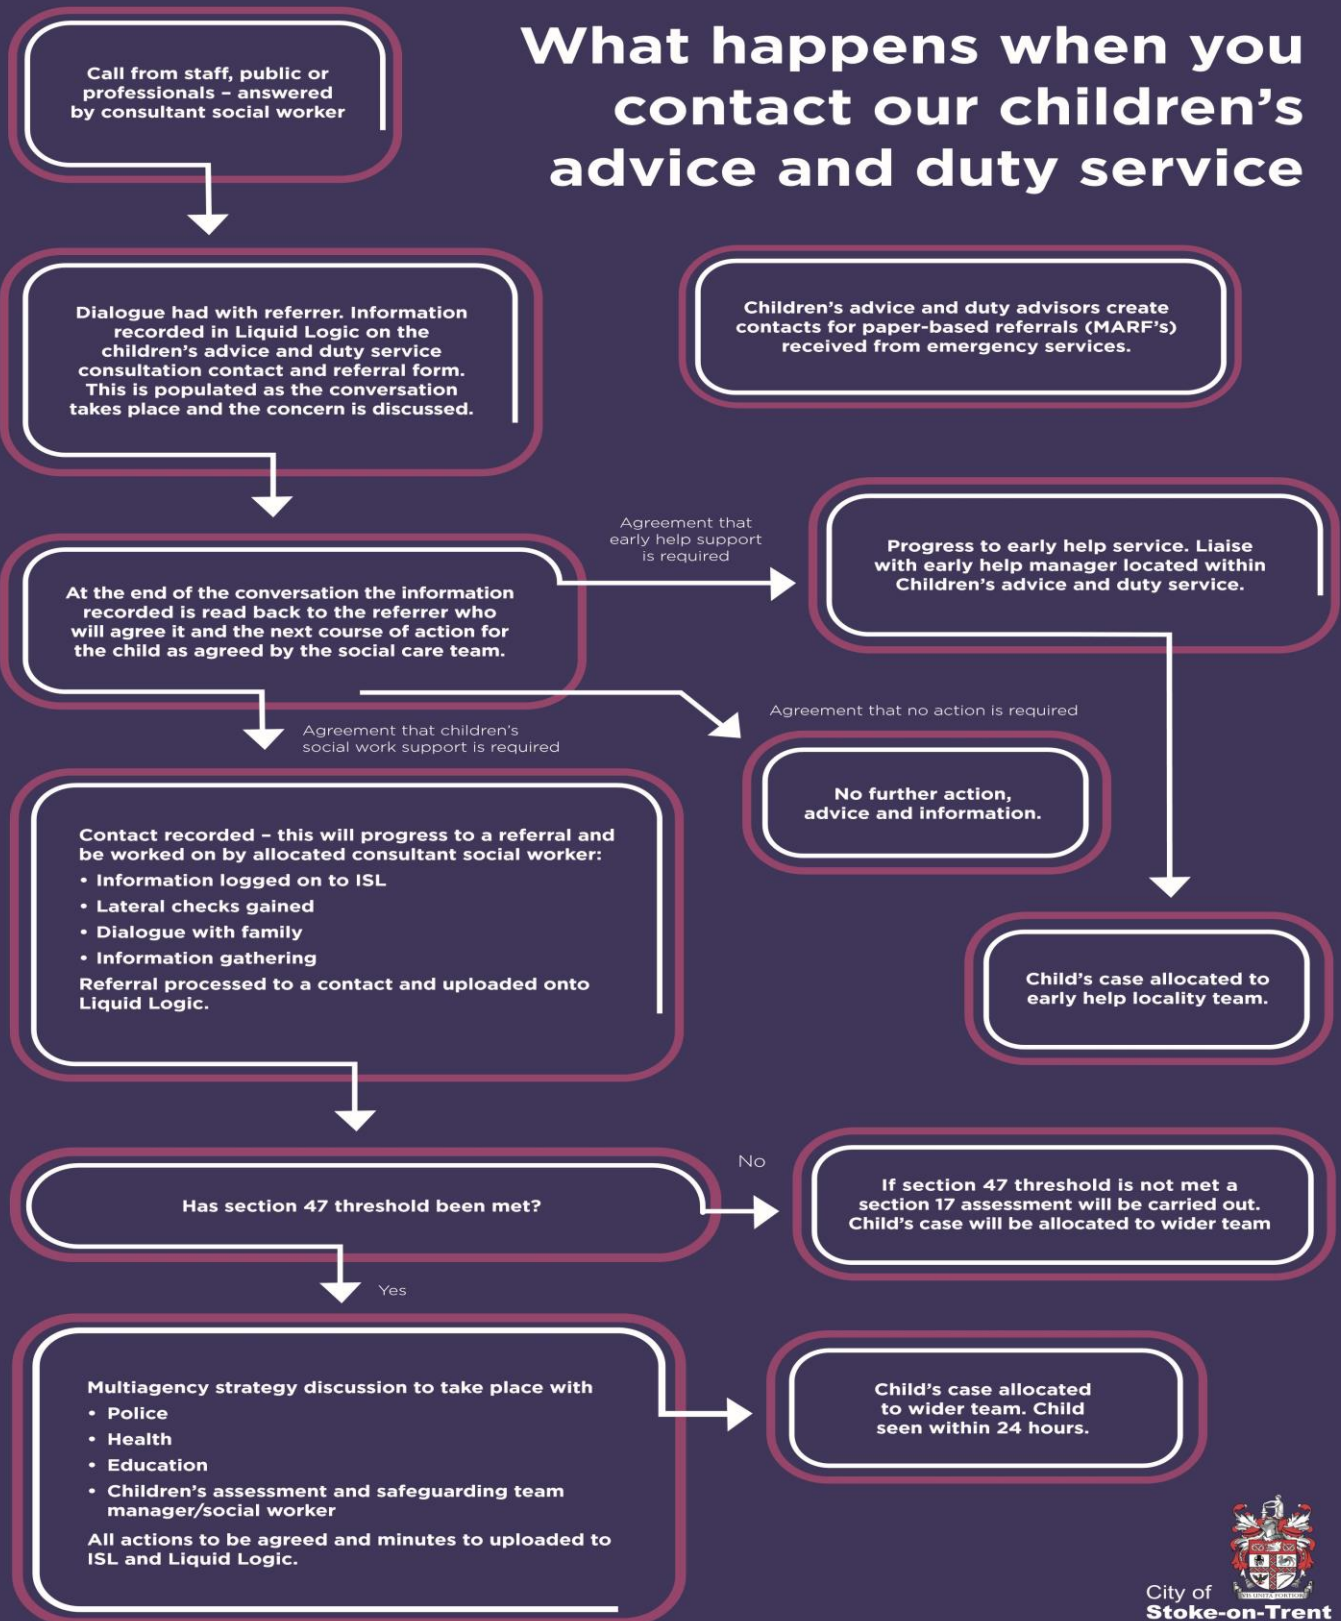 What happens when you
contact our children's
advice and duty service
Call from staff, public or
professionals – answered
by consultant social worker
Dialogue had with referrer. Information
recorded in Liquid Logic on the
children's advice and duty service
consultation contact and referral form.
This is populated as the conversation
takes place and the concern is discussed.
Children's advice and duty advisors create
contacts for paper-based referrals (MARF's)
received from emergency services.
At the end of the conversation the information
recorded is read back to the referrer who
will agree it and the next course of action for
the child as agreed by the social care team.
Agreement that
early help support
is required
Progress to early help service. Liaise
with early help manager located within
Children's advice and duty service.
Agreement that no action is required
No further action,
advice and information.
Child's case allocated to
early help locality team.
Agreement that children's
social work support is required
Contact recorded – this will progress to a referral and
be worked on by allocated consultant social worker:
• Information logged on to ISL
• Lateral checks gained
• Dialogue with family
• Information gathering
Referral processed to a contact and uploaded onto
Liquid Logic.
Has section 47 threshold been met?
No
If section 47 threshold is not met a
section 17 assessment will be carried out.
Child's case will be allocated to wider team
Yes
Multiagency strategy discussion to take place with
• Police
• Health
• Education
• Children's assessment and safeguarding team
manager/social worker
All actions to be agreed and minutes to uploaded to
ISL and Liquid Logic.
Child's case allocated
to wider team. Child
seen within 24 hours.
City of
Stoke-on-Trent